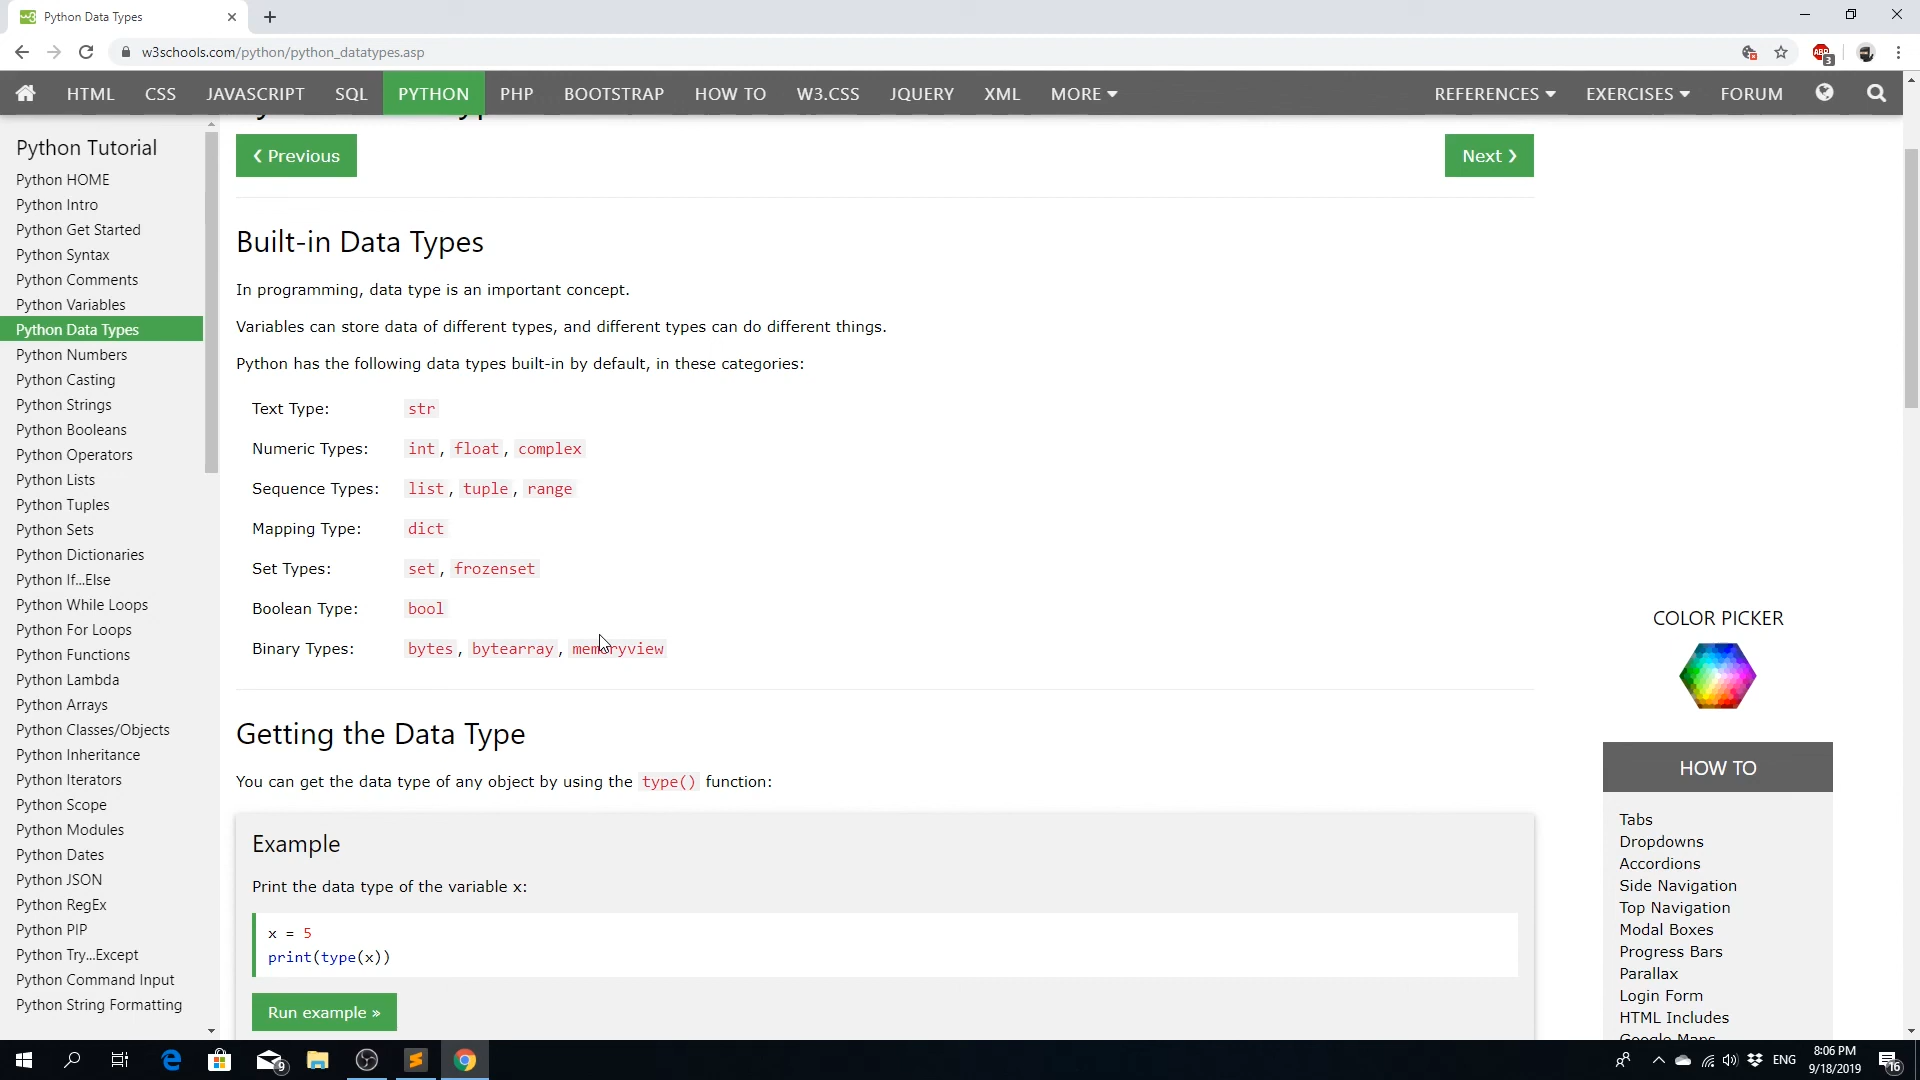 Python Data Types
w3schools.com/python/python_datatypes.asp
ABP
3
HTML CSS JAVASCRIPT SQL PYTHON PHP BOOTSTRAP HOW TO W3.CSS JQUERY XML MORE REFERENCES EXERCISES FORUM
Python Tutorial
Python HOME
Python Intro
Python Get Started
Python Syntax
Python Comments
Python Variables
Python Data Types
Python Numbers
Python Casting
Python Strings
Python Booleans
Python Operators
Python Lists
Python Tuples
Python Sets
Python Dictionaries
Python If...Else
Python While Loops
Python For Loops
Python Functions
Python Lambda
Python Arrays
Python Classes/Objects
Python Inheritance
Python Iterators
Python Scope
Python Modules
Python Dates
Python JSON
Python RegEx
Python PIP
Python Try...Except
Python Command Input
Python String Formatting
❮ Previous
Next ❯
Built-in Data Types
In programming, data type is an important concept.
Variables can store data of different types, and different types can do different things.
Python has the following data types built-in by default, in these categories:
Text Type: str
Numeric Types: int, float, complex
Sequence Types: list, tuple, range
Mapping Type: dict
Set Types: set, frozenset
Boolean Type: bool
Binary Types: bytes, bytearray, memoryview
Getting the Data Type
You can get the data type of any object by using the type() function:
Example
Print the data type of the variable x:
x = 5
print(type(x))
Run example »
COLOR PICKER
HOW TO
Tabs
Dropdowns
Accordions
Side Navigation
Top Navigation
Modal Boxes
Progress Bars
Parallax
Login Form
HTML Includes
Google Maps
9
ENG
8:06 PM
9/18/2019
16